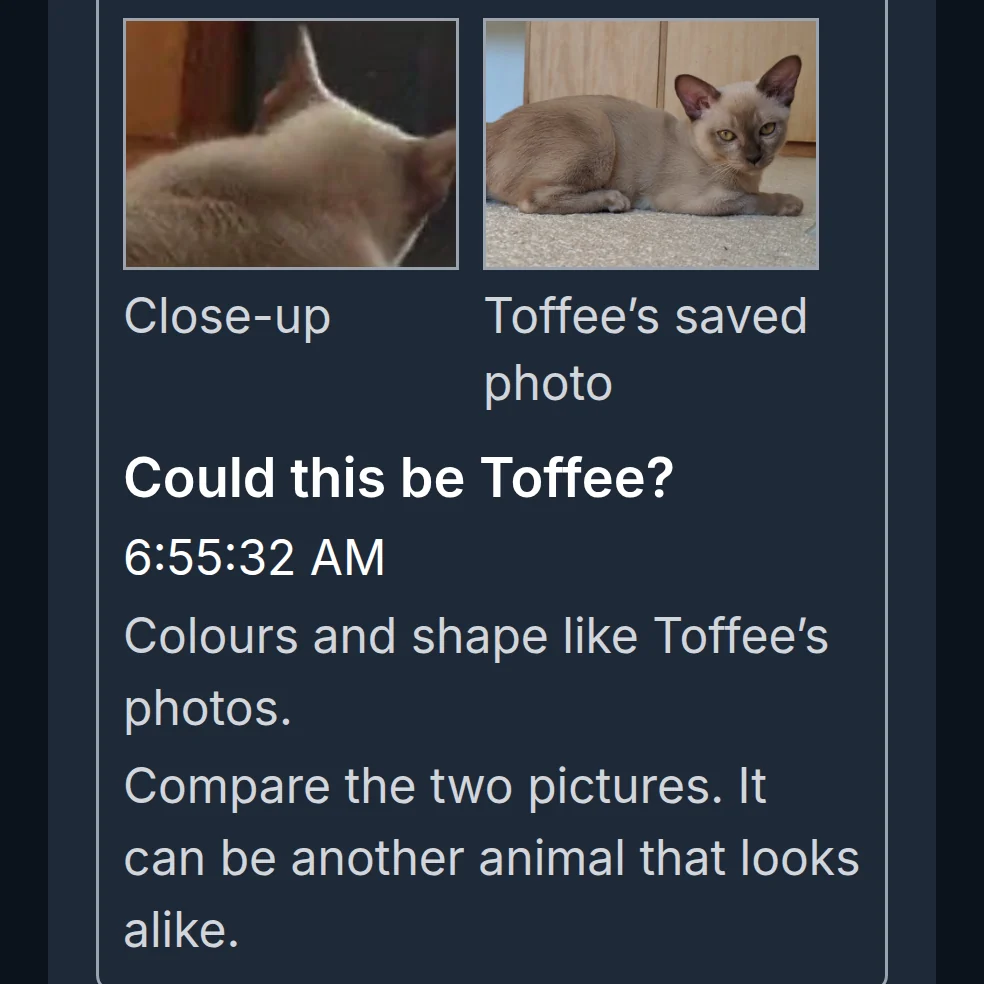 Close-up
Toffee’s saved
photo
Could this be Toffee?
6:55:32 AM
Colours and shape like Toffee’s
photos.
Compare the two pictures. It
can be another animal that looks
alike.